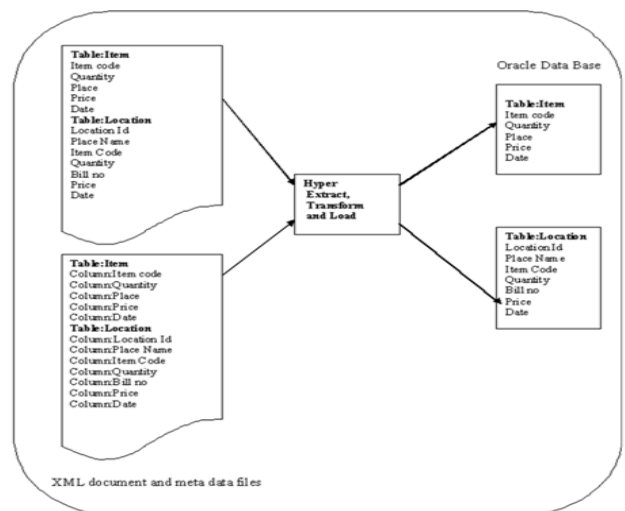 Table:Item
Item code
Quantity
Place
Price
Date
Table:Location
Location Id
Place Name
Item Code
Quantity
Bill no
Price
Date
Table:Item
Column:Item code
Column:Quantity
Column:Place
Column:Price
Column:Date
Table:Location
Column:Location Id
Column:Place Name
Column:Item Code
Column:Quantity
Column:Bill no
Column:Price
Column:Date
XML document and meta data files
Hyper
Extract,
Transform
and Load
Oracle Data Base
Table:Item
Item code
Quantity
Place
Price
Date
Table:Location
Location Id
Place Name
Item Code
Quantity
Bill no
Price
Date